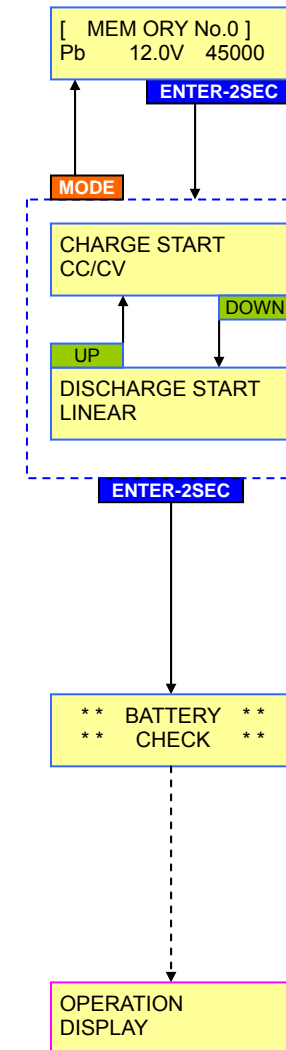 [ MEM ORY No.0 ]
Pb 12.0V 45000
ENTER-2SEC
MODE
CHARGE START
CC/CV
DOWN
UP
DISCHARGE START
LINEAR
ENTER-2SEC
* * BATTERY * *
* * CHECK * *
OPERATION
DISPLAY